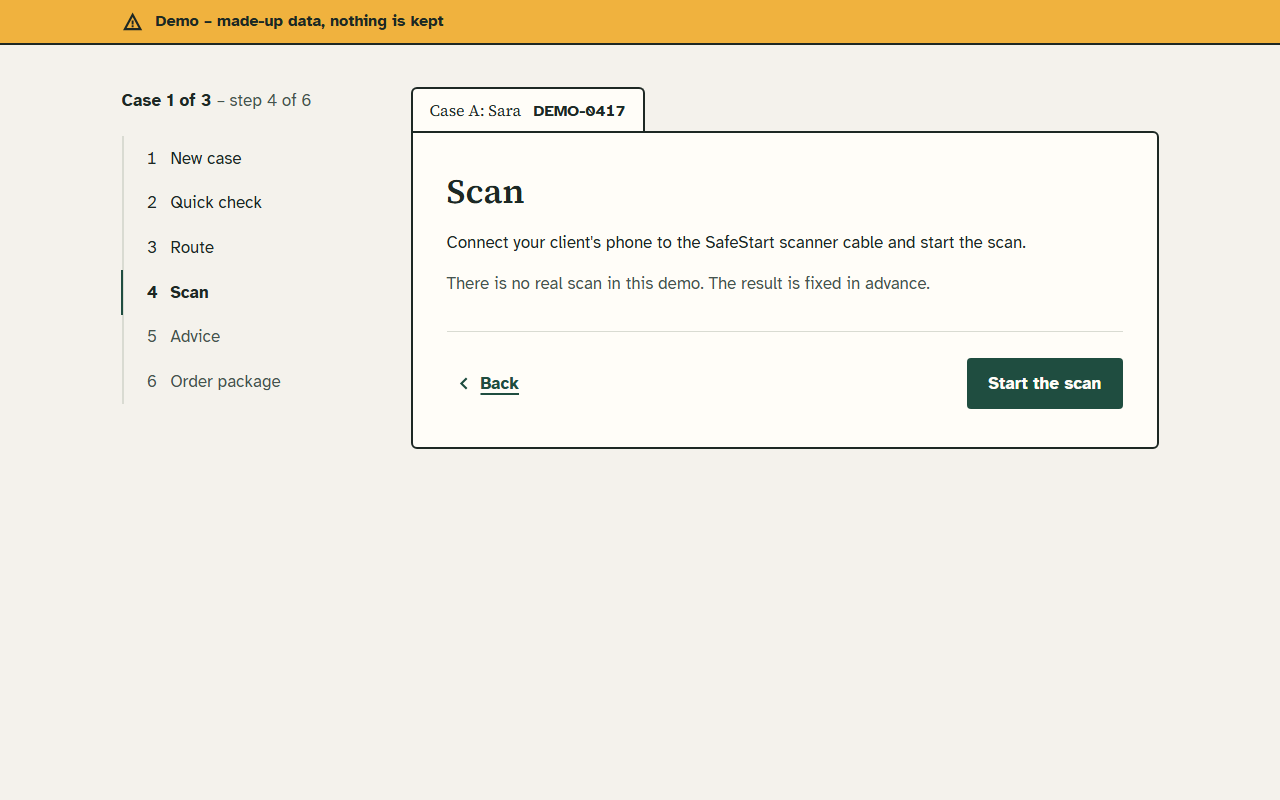 Demo – made-up data, nothing is kept
Case 1 of 3 – step 4 of 6
1 New case
2 Quick check
3 Route
4 Scan
5 Advice
6 Order package
Case A: Sara DEMO-0417
Scan
Connect your client's phone to the SafeStart scanner cable and start the scan.
There is no real scan in this demo. The result is fixed in advance.
Back
Start the scan